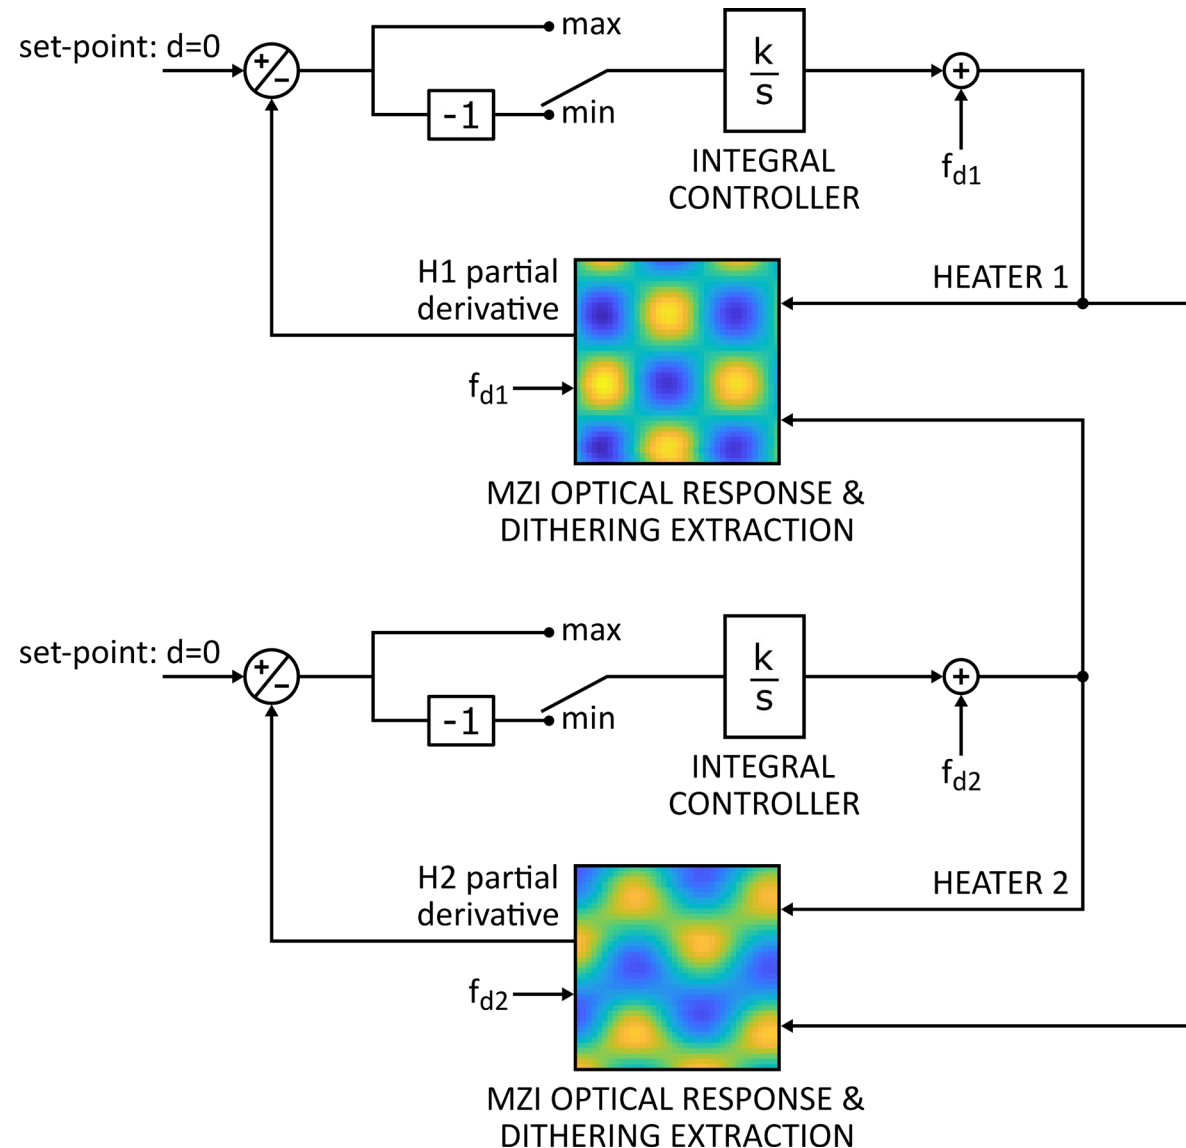 max
set-point: d=0
+
−
k
s
+
-1
min
INTEGRAL
CONTROLLER
fd1
H1 partial
derivative
HEATER 1
fd1
MZI OPTICAL RESPONSE &
DITHERING EXTRACTION
max
set-point: d=0
+
−
k
s
+
-1
min
INTEGRAL
CONTROLLER
fd2
H2 partial
derivative
HEATER 2
fd2
MZI OPTICAL RESPONSE &
DITHERING EXTRACTION